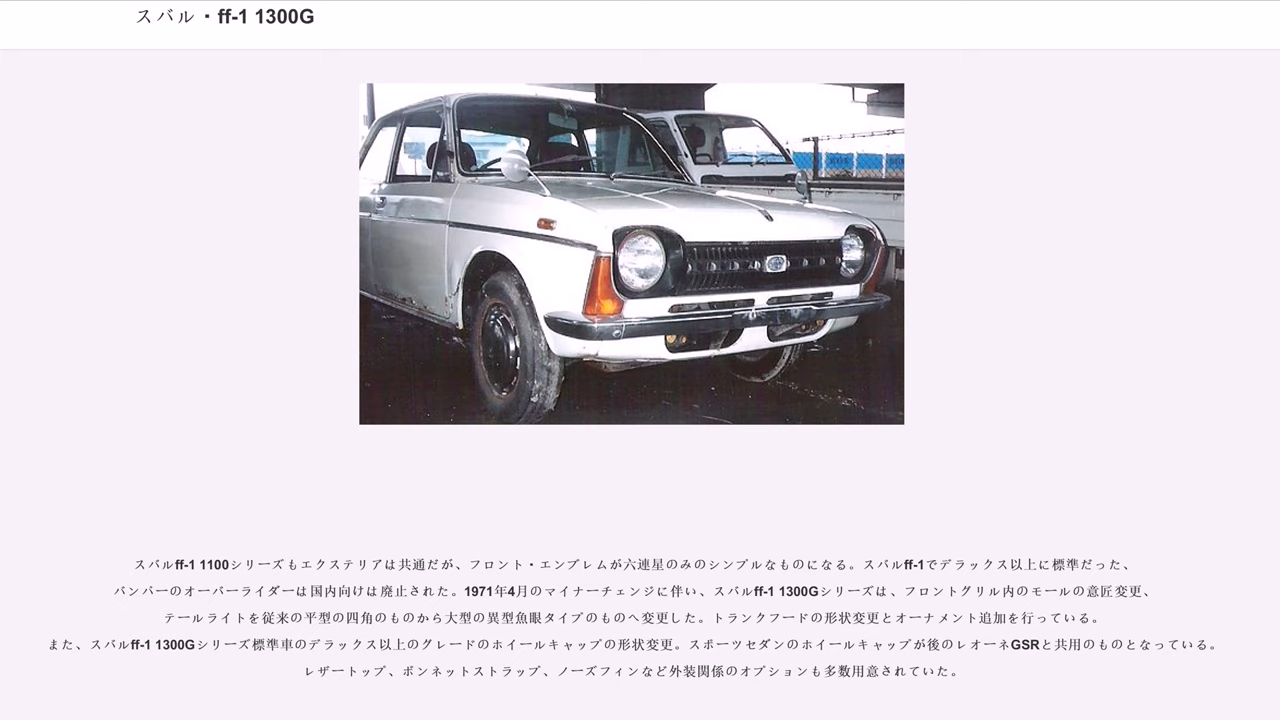 スバル・ff-1 1300G
スバルff-1 1100シリーズもエクステリアは共通だが、フロント・エンブレムが六連星のみのシンプルなものになる。スバルff-1でデラックス以上に標準だった、
バンバーのオーバーライダーは国内向けは廃止された。1971年4月のマイナーチェンジに伴い、スバルff-1 1300Gシリーズは、フロントグリル内のモールの意匠変更、
テールライトを従来の平型の四角のものから大型の異型魚眼タイプのものへ変更した。トランクフードの形状変更とオーナメント追加を行っている。
また、スバルff-1 1300Gシリーズ標準車のデラックス以上のグレードのホイールキャップの形状変更。スポーツセダンのホイールキャップが後のレオーネGSRと共用のものとなっている。
レザートップ、ボンネットストラップ、ノーズフィンなど外装関係のオプションも多数用意されていた。